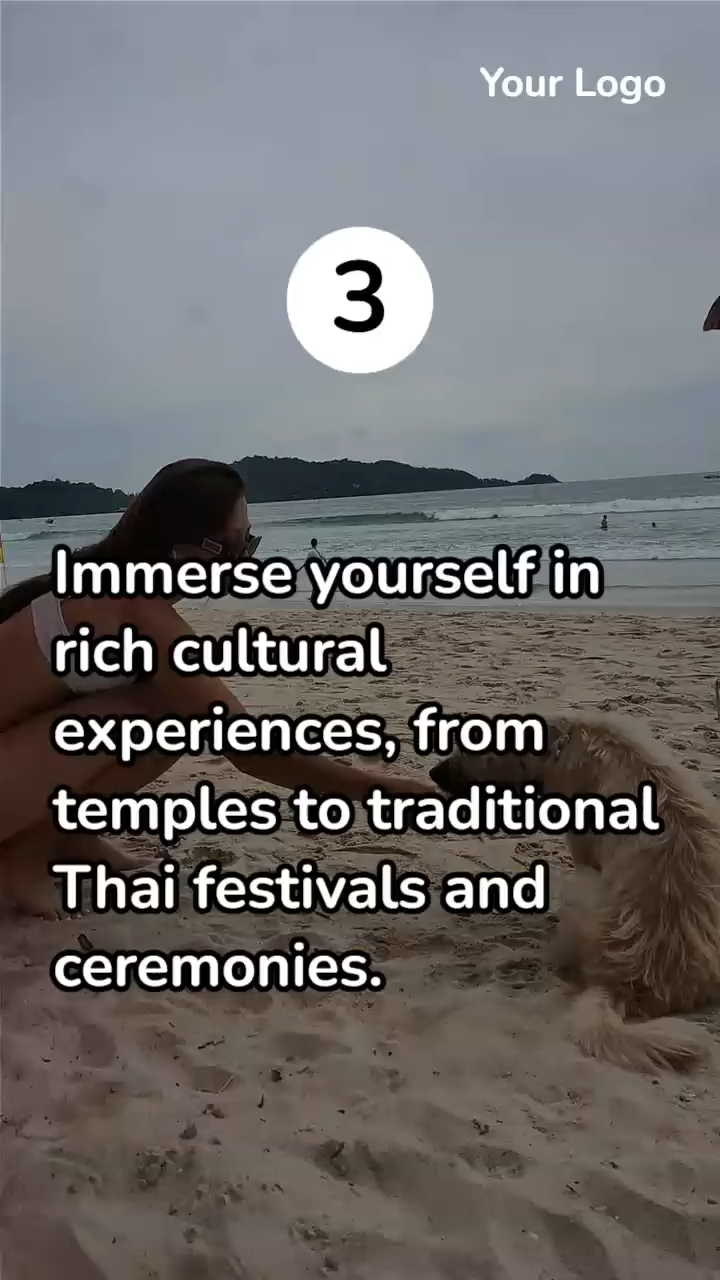 Your Logo
3
Immerse yourself in
rich cultural
experiences, from
temples to traditional
Thai festivals and
ceremonies.